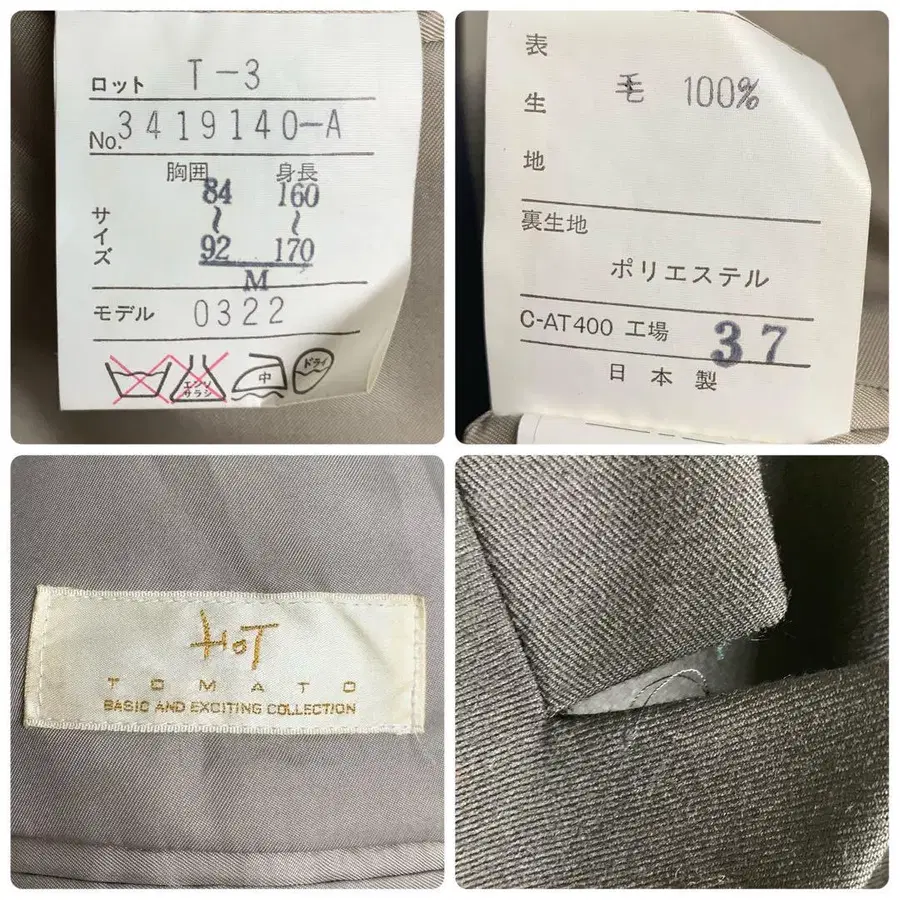 ロット T-3
No. 3419140-A
胸囲 身長
サイズ
84 160
～ ～
92 170
M
モデル 0322
エンソ
サラシ
中
ドライ
表生地
毛 100%
裏生地
ポリエステル
C-AT400 工場 37
日本製
HOT
TOMATO
BASIC AND EXCITING COLLECTION